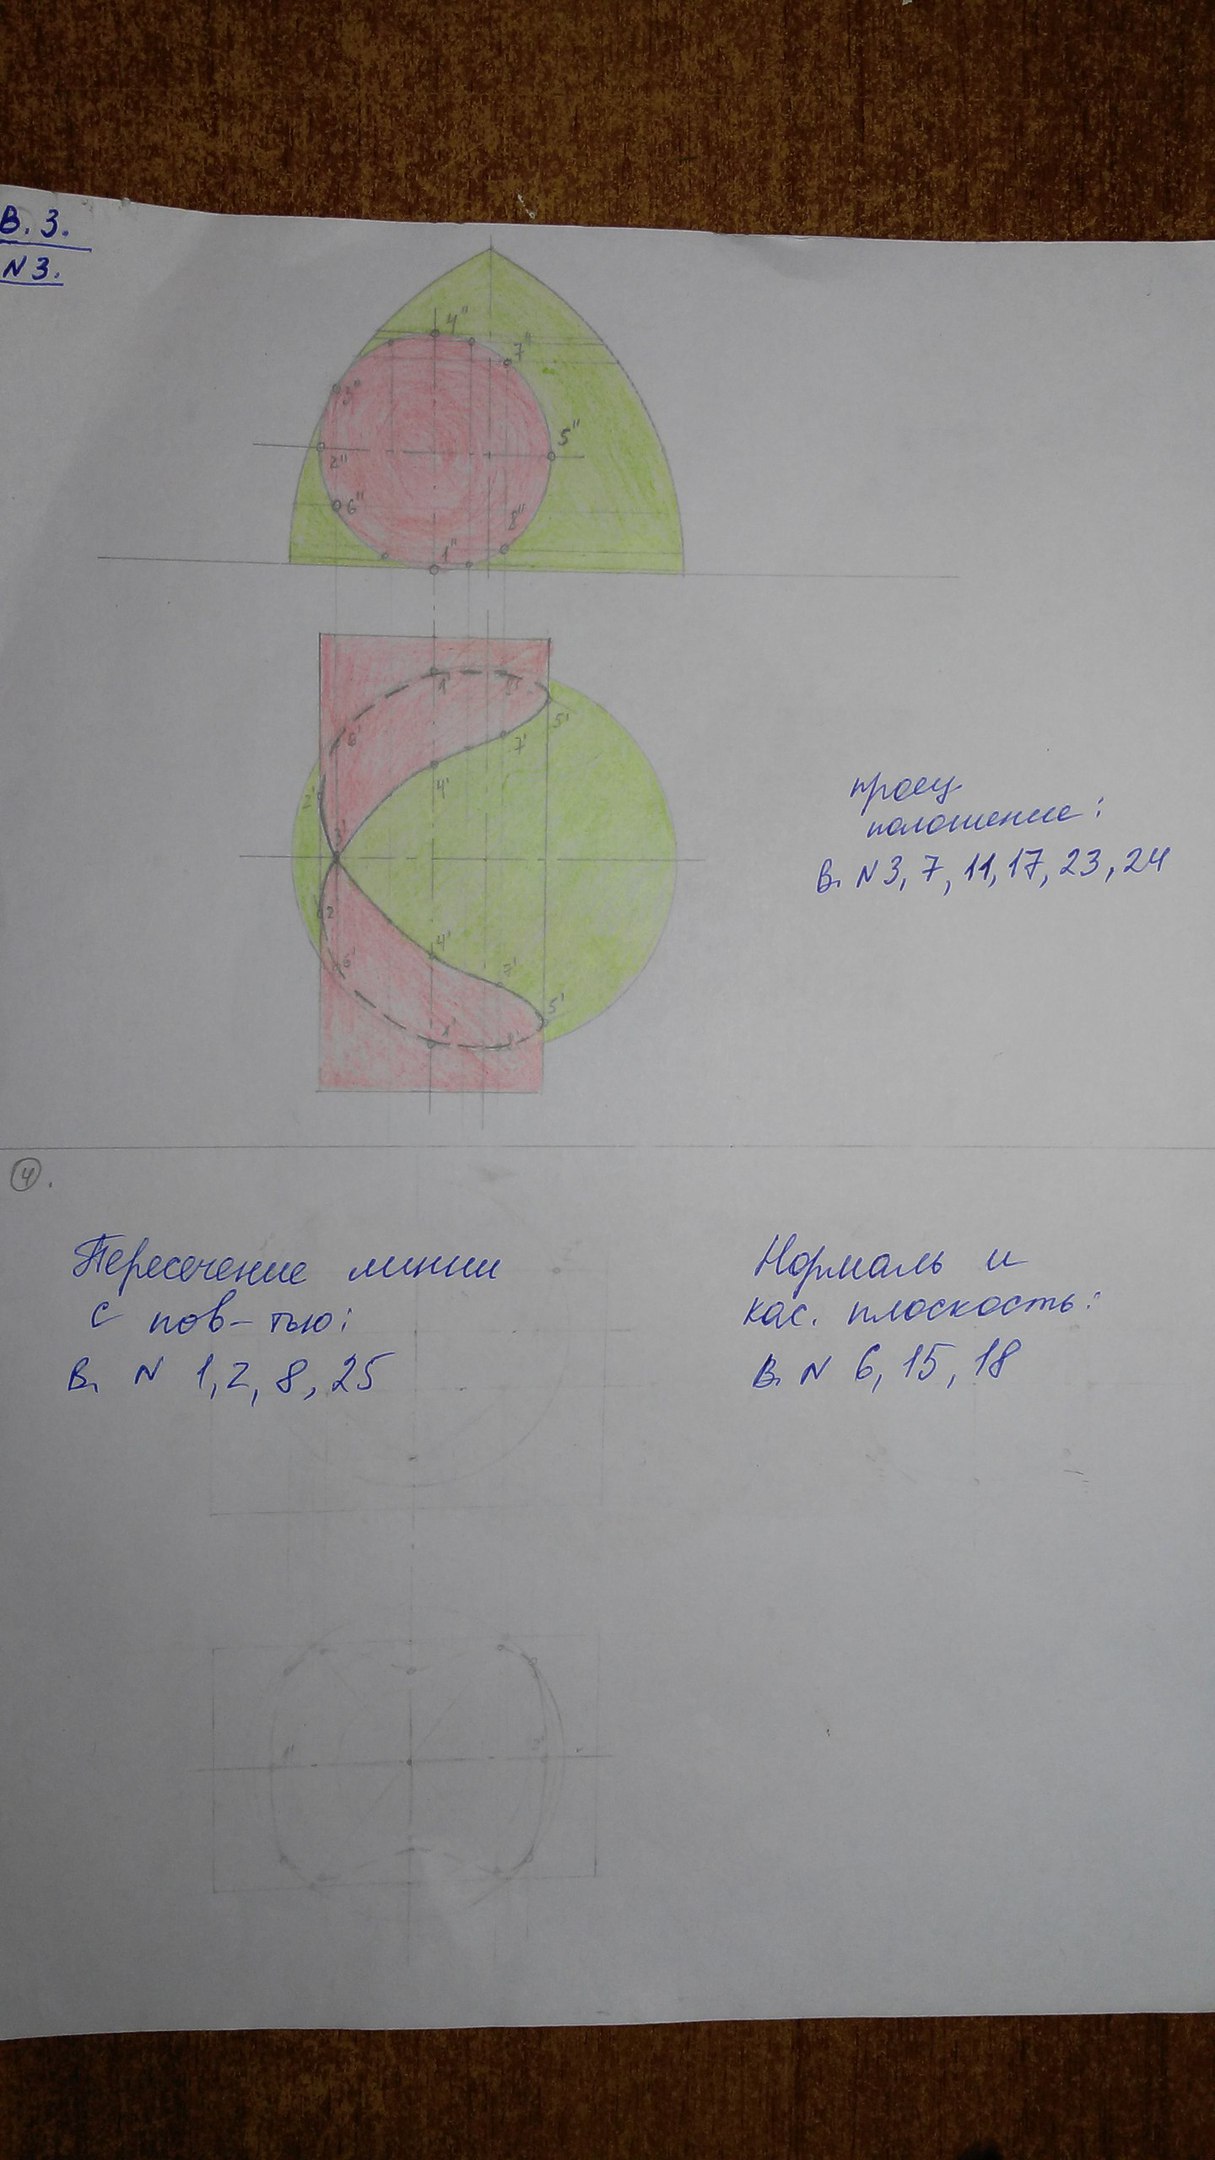 В. 3.
N 3.
4"
7"
3"
5"
2"
6"
8"
1"
1'
8'
5'
6'
7'
4'
2'
3'
проец
положение:
В. N 3, 7, 11, 17, 23, 24
2
4'
6'
7'
5'
1'
4.
Пересечение линии
с пов-тью:
В. N 1, 2, 8, 25
Нормаль и
кас. плоскость:
В. N 6, 15, 18